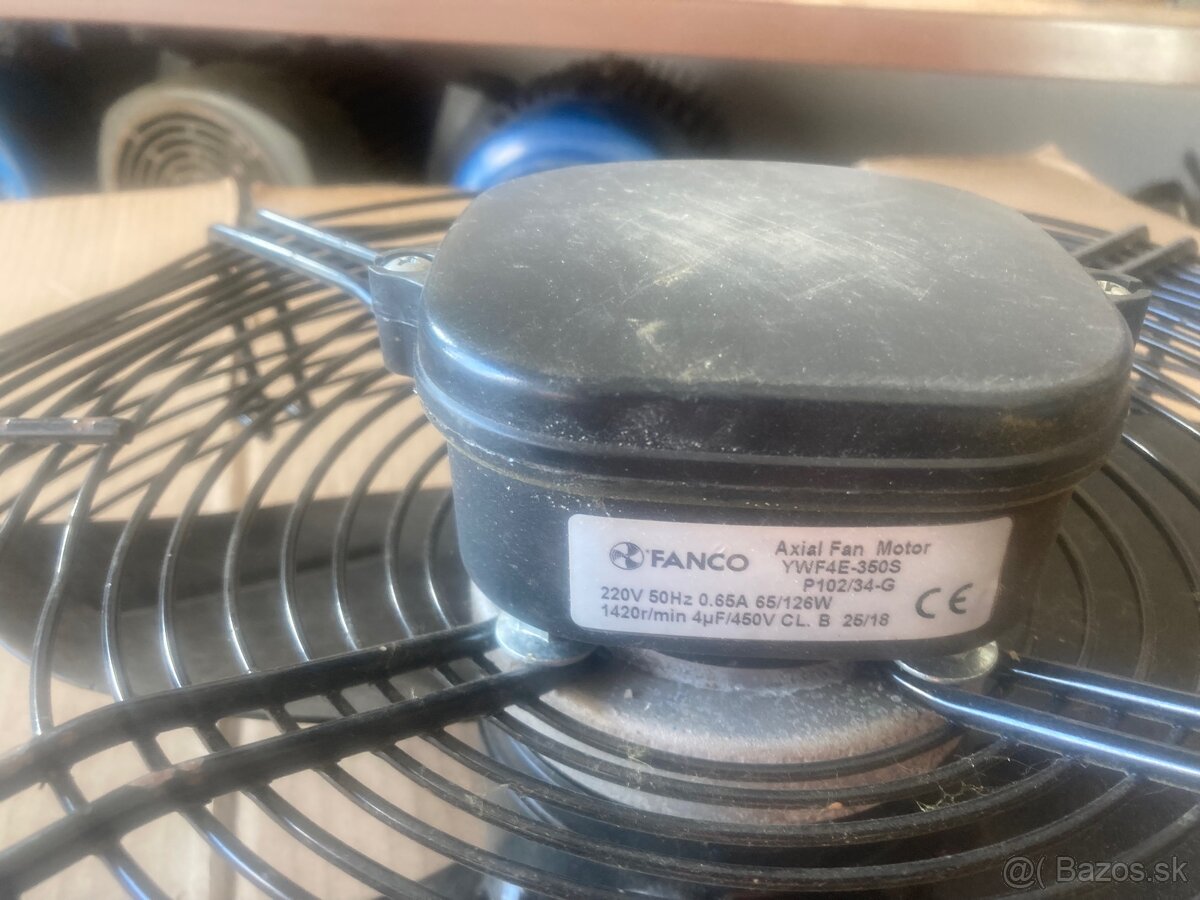 FANCO
Axial Fan Motor
YWF4E-350S
P102/34-G
220V 50Hz 0.65A 65/126W
1420r/min 4µF/450V CL. B 25/18
CE
@( Bazos.sk